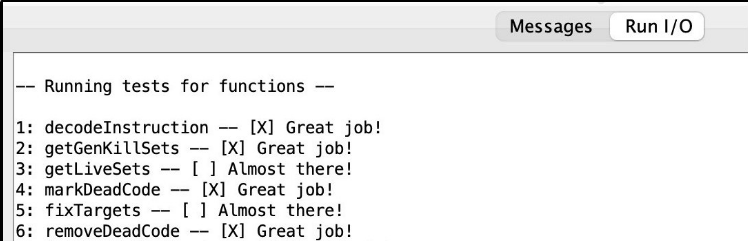 Messages Run I/O
-- Running tests for functions --
1: decodeInstruction -- [X] Great job!
2: getGenKillSets -- [X] Great job!
3: getLiveSets -- [ ] Almost there!
4: markDeadCode -- [X] Great job!
5: fixTargets -- [ ] Almost there!
6: removeDeadCode -- [X] Great job!